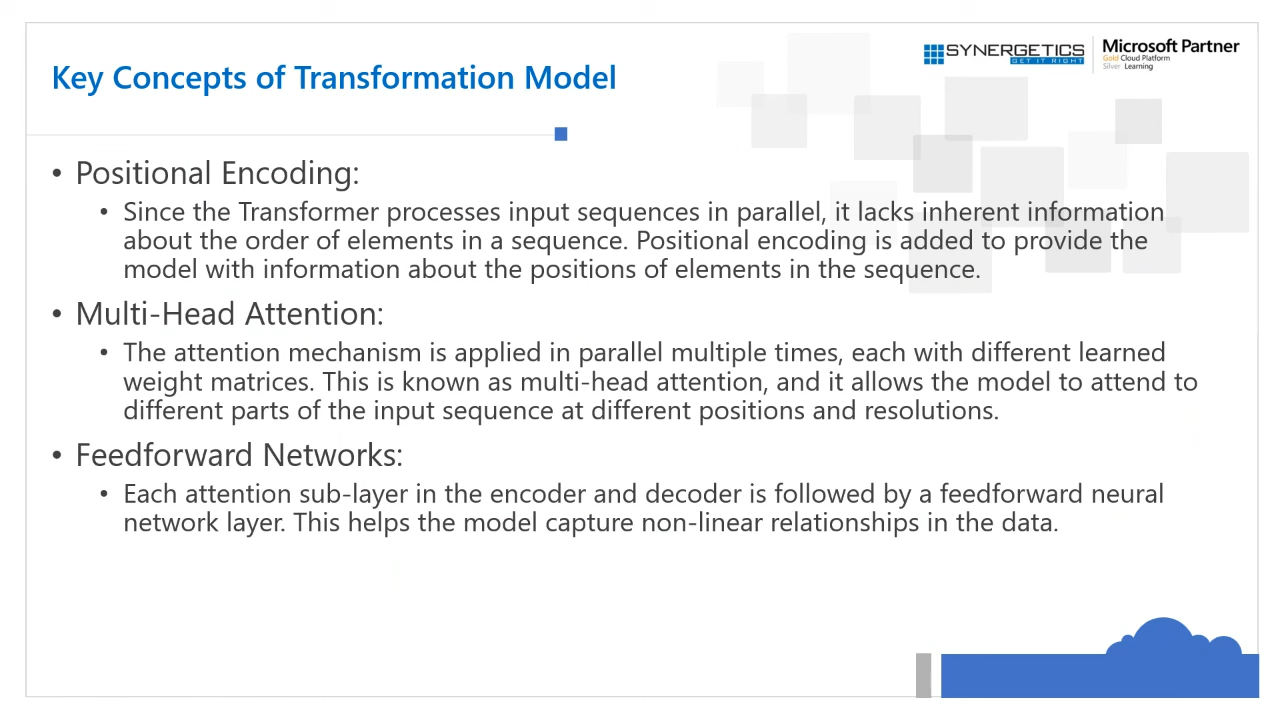 SYNERGETICS
GET IT RIGHT
Microsoft Partner
Gold Cloud Platform
Silver Learning
Key Concepts of Transformation Model
• Positional Encoding:
• Since the Transformer processes input sequences in parallel, it lacks inherent information
about the order of elements in a sequence. Positional encoding is added to provide the
model with information about the positions of elements in the sequence.
• Multi-Head Attention:
• The attention mechanism is applied in parallel multiple times, each with different learned
weight matrices. This is known as multi-head attention, and it allows the model to attend to
different parts of the input sequence at different positions and resolutions.
• Feedforward Networks:
• Each attention sub-layer in the encoder and decoder is followed by a feedforward neural
network layer. This helps the model capture non-linear relationships in the data.